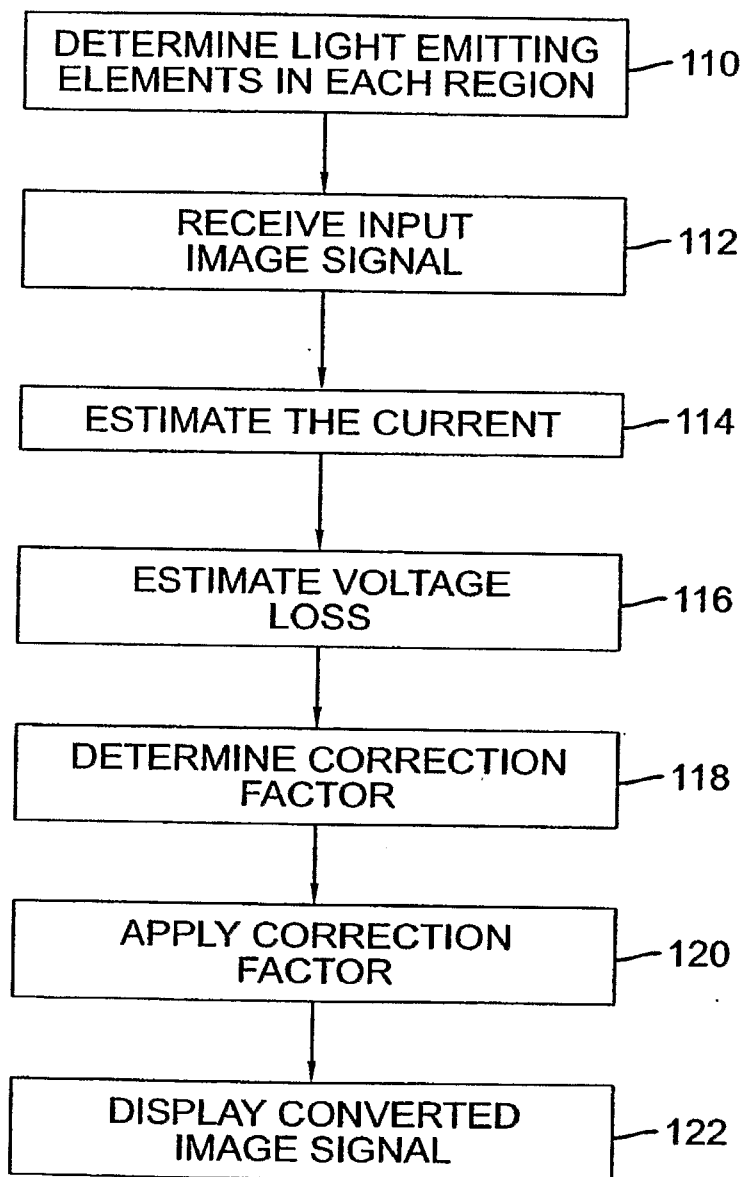 DETERMINE LIGHT EMITTING
ELEMENTS IN EACH REGION
110
RECEIVE INPUT
IMAGE SIGNAL
112
ESTIMATE THE CURRENT
114
ESTIMATE VOLTAGE
LOSS
116
DETERMINE CORRECTION
FACTOR
118
APPLY CORRECTION
FACTOR
120
DISPLAY CONVERTED
IMAGE SIGNAL
122